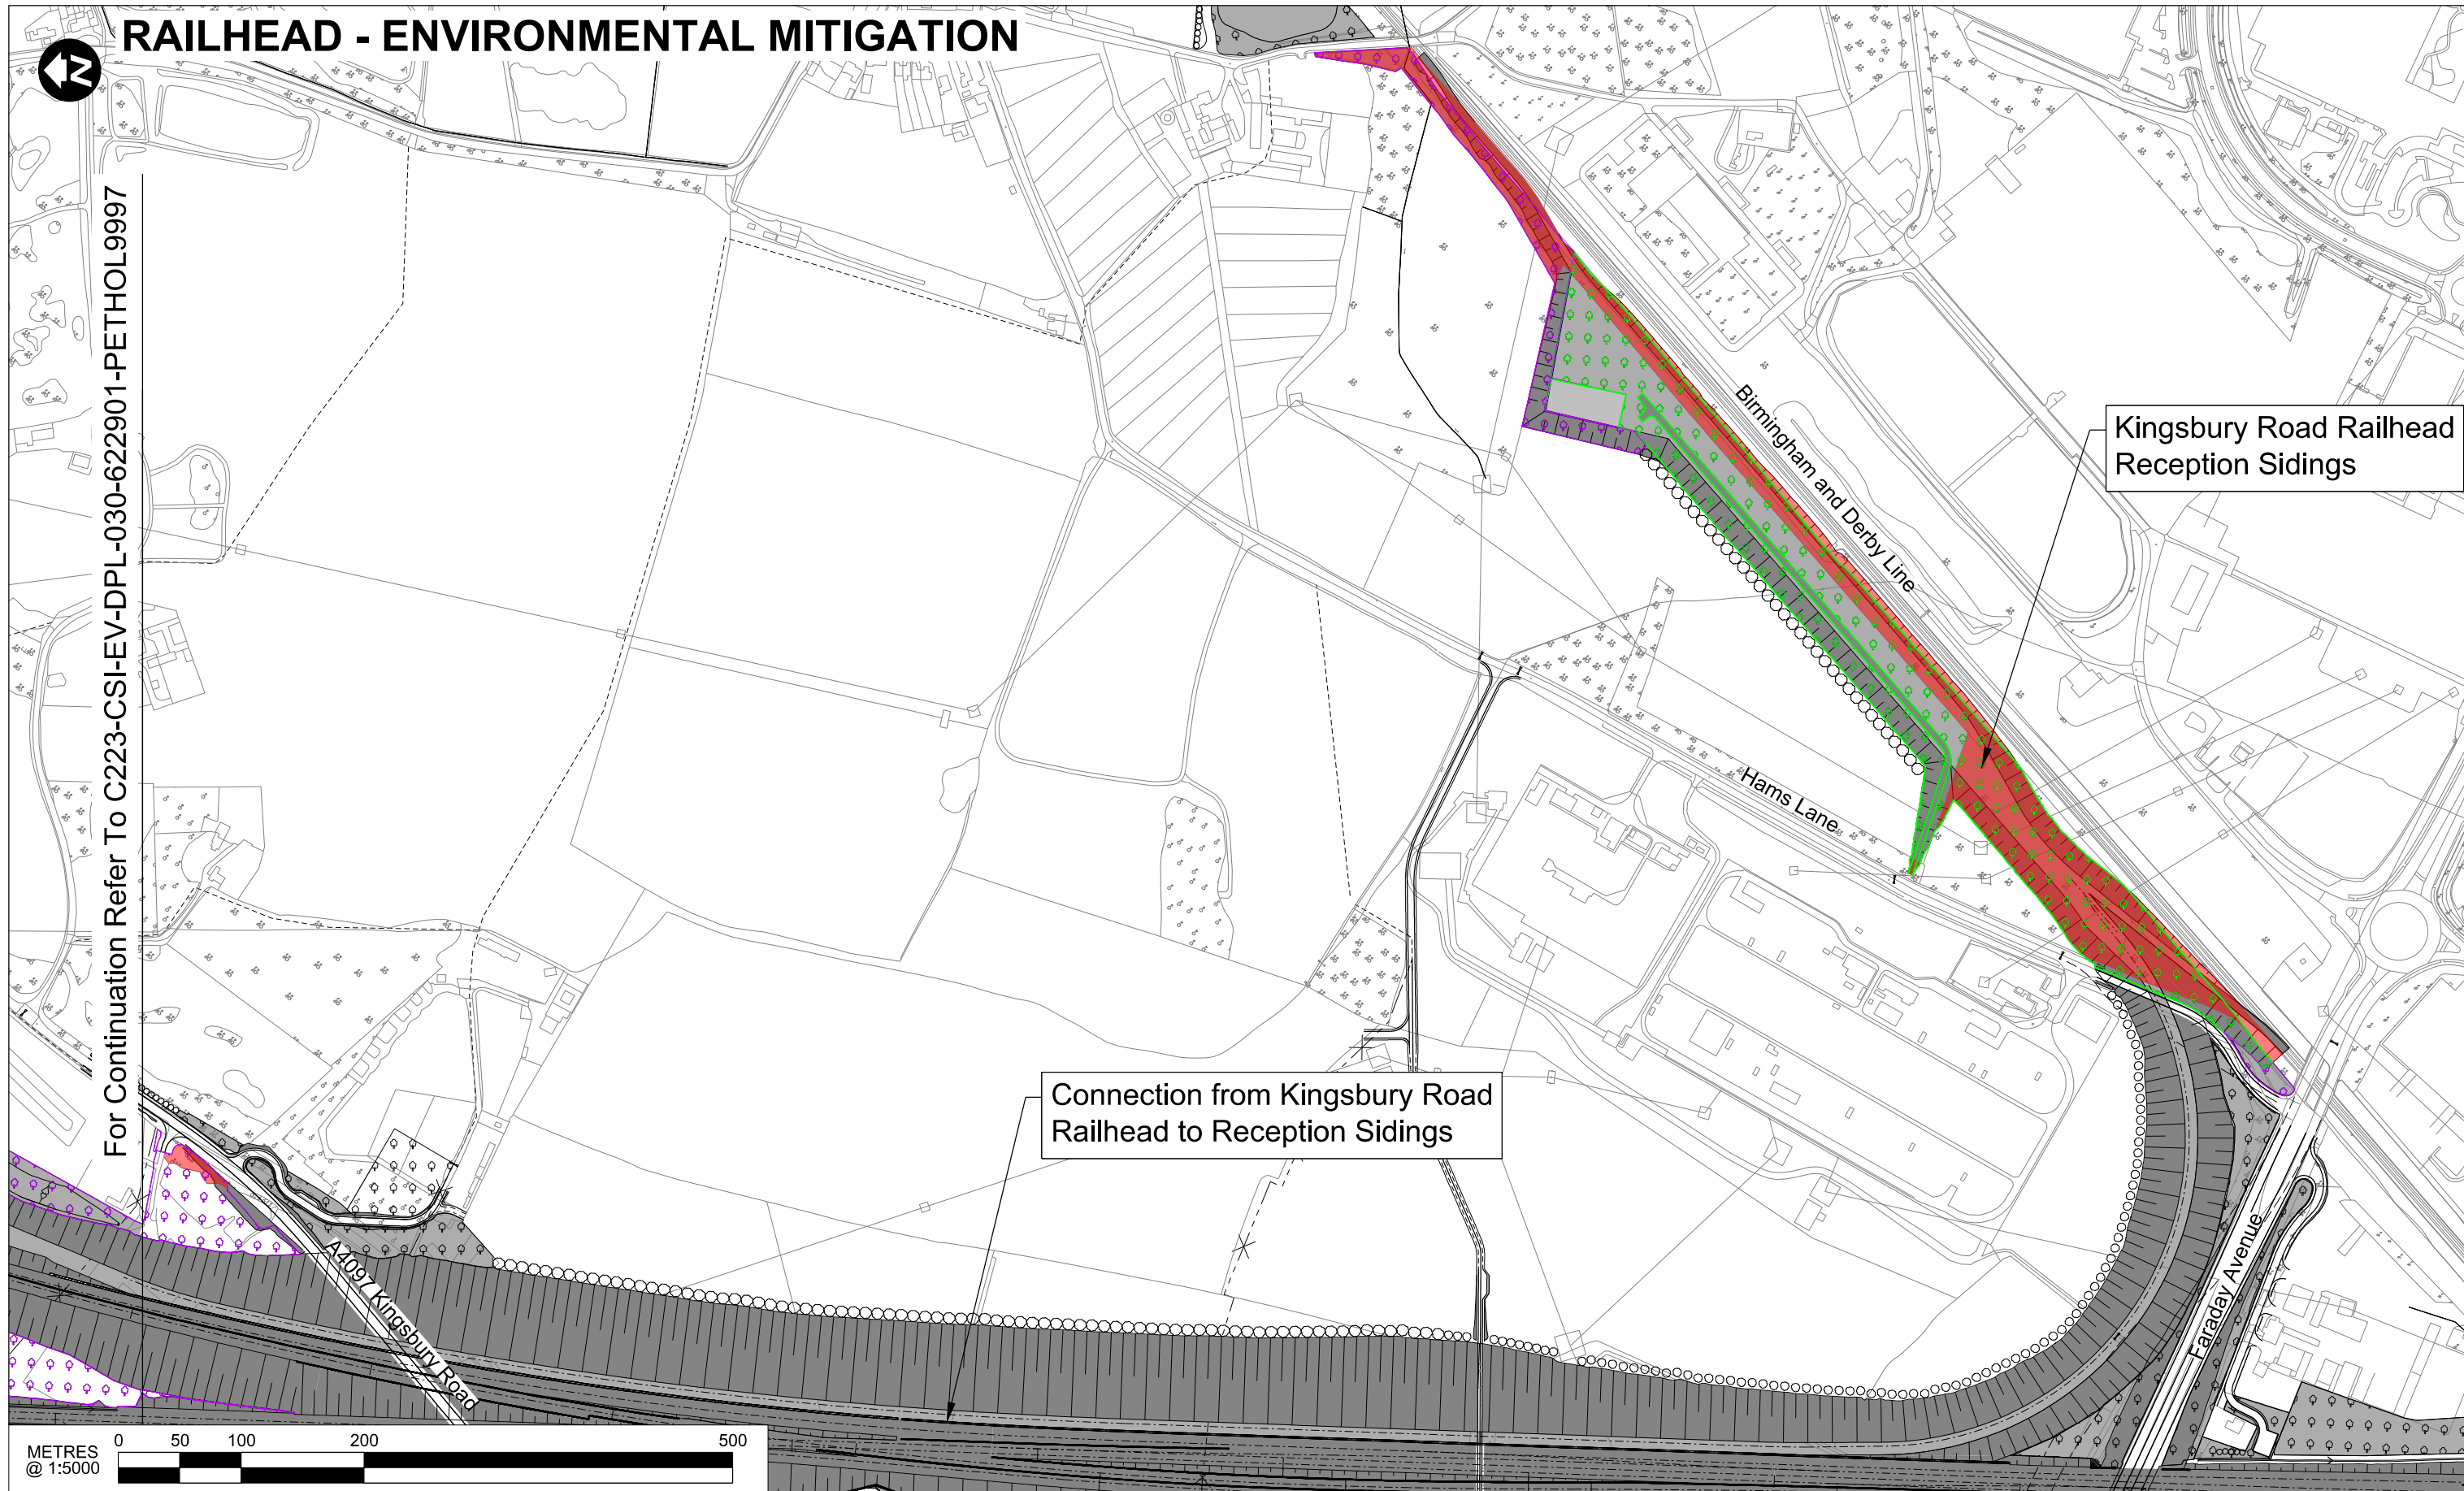 RAILHEAD - ENVIRONMENTAL MITIGATION
N
For Continuation Refer To C223-CSI-EV-DPL-030-622901-PETHOL9997
Birmingham and Derby Line
Kingsbury Road Railhead
Reception Sidings
Hams Lane
Connection from Kingsbury Road
Railhead to Reception Sidings
A4097 Kingsbury Road
Faraday Avenue
METRES
@ 1:5000
0 50 100 200 500